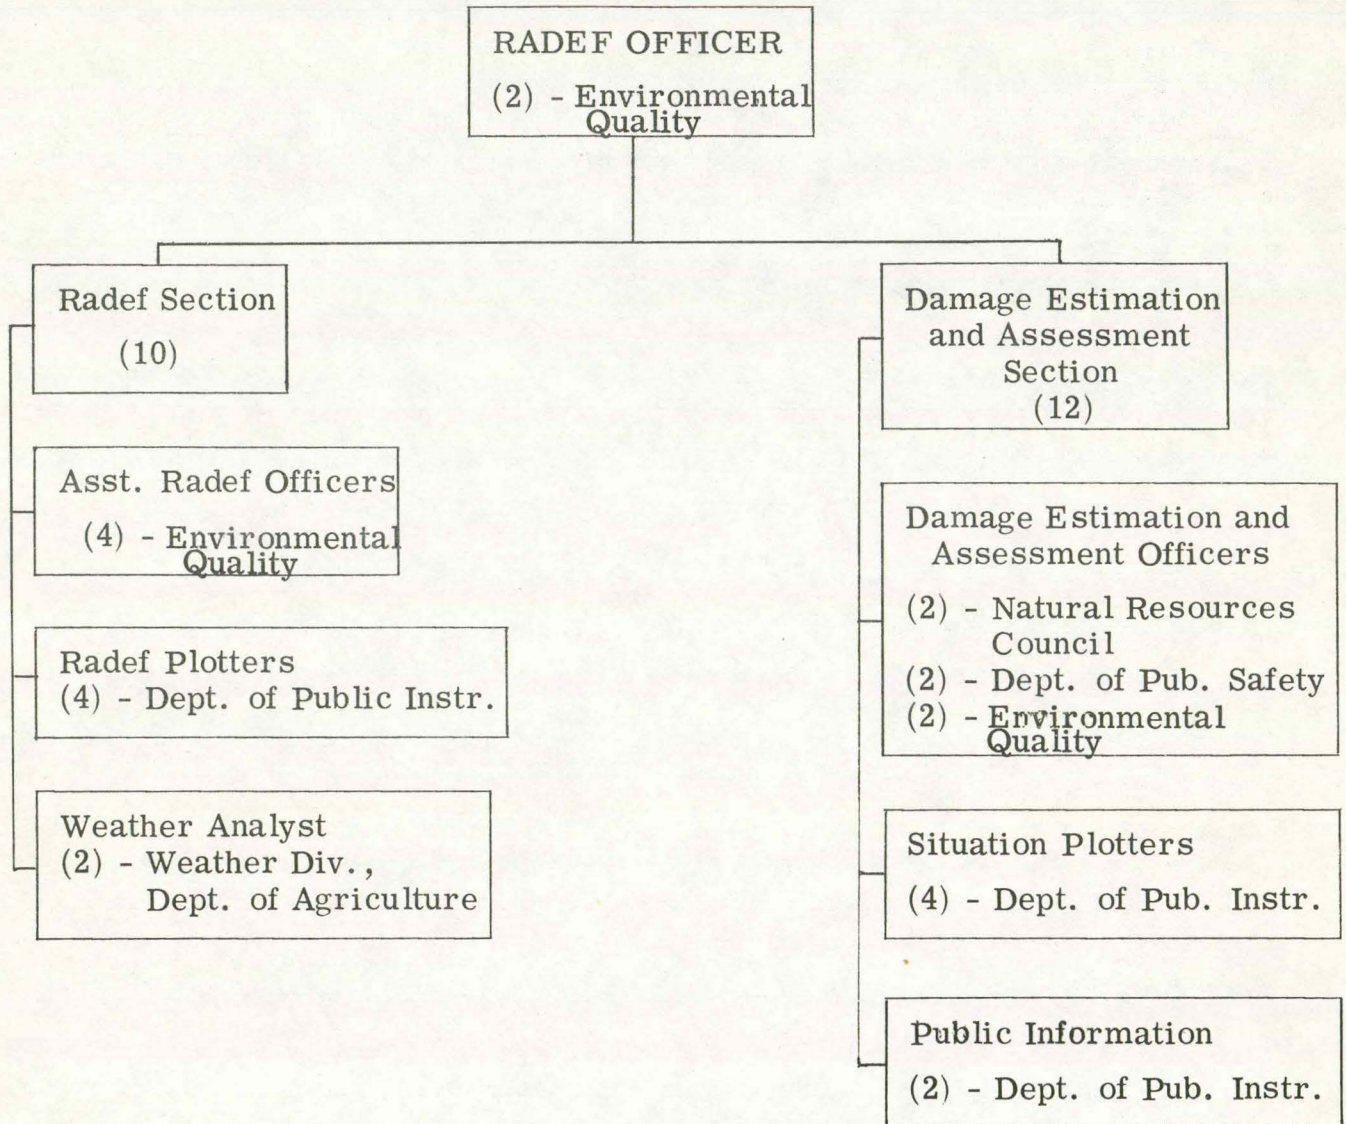 RADEF OFFICER
(2) - Environmental
Quality
Radef Section
(10)
Asst. Radef Officers
(4) - Environmental
Quality
Radef Plotters
(4) - Dept. of Public Instr.
Weather Analyst
(2) - Weather Div.,
Dept. of Agriculture
Damage Estimation
and Assessment
Section
(12)
Damage Estimation and
Assessment Officers
(2) - Natural Resources
Council
(2) - Dept. of Pub. Safety
(2) - Environmental
Quality
Situation Plotters
(4) - Dept. of Pub. Instr.
Public Information
(2) - Dept. of Pub. Instr.